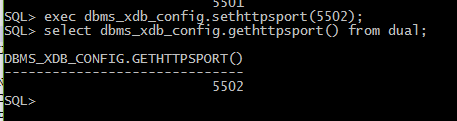 5501
SQL> exec dbms_xdb_config.sethttpsport(5502);
SQL> select dbms_xdb_config.gethttpsport() from dual;
DBMS_XDB_CONFIG.GETHTTPSPORT()
------------------------------
5502
SQL>